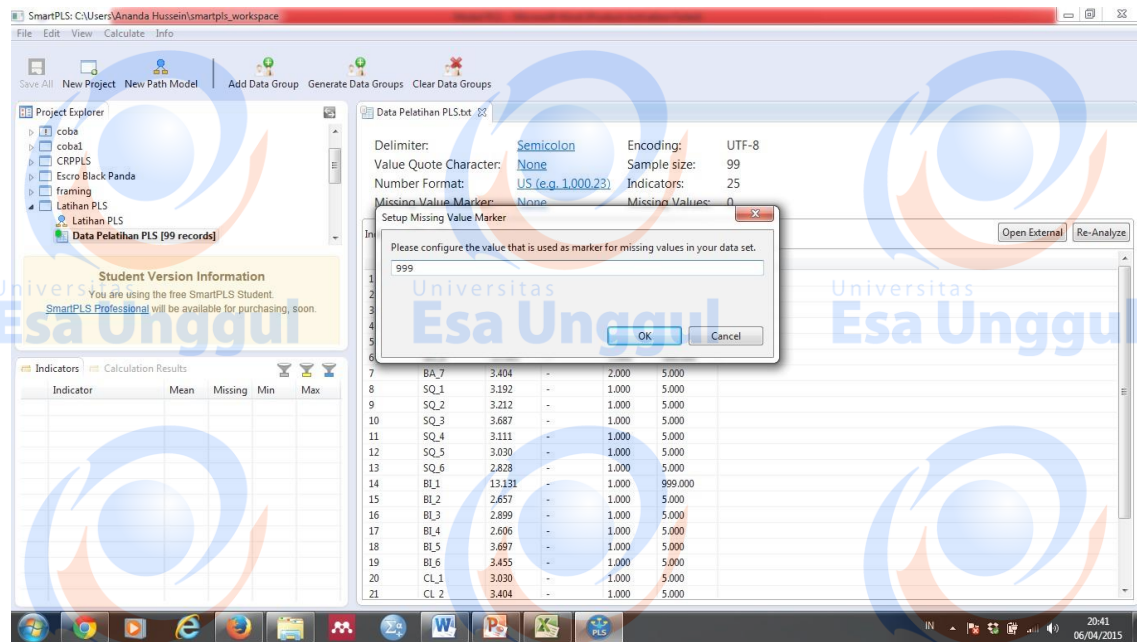 SmartPLS: C:\Users\Ananda Hussein\smartpls_workspace
File Edit View Calculate Info
Save All New Project New Path Model Add Data Group Generate Data Groups Clear Data Groups
Project Explorer
coba
coba1
CRPPLS
Escro Black Panda
framing
Latihan PLS
Latihan PLS
Data Pelatihan PLS [99 records]
Student Version Information
You are using the free SmartPLS Student.
SmartPLS Professional will be available for purchasing, soon.
Indicators Calculation Results
Indicator Mean Missing Min Max
Data Pelatihan PLS.txt
Delimiter: Semicolon Encoding: UTF-8
Value Quote Character: None Sample size: 99
Number Format: US (e.g. 1,000.23) Indicators: 25
Missing Value Marker: None Missing Values: 0
Open External Re-Analyze
Setup Missing Value Marker
Please configure the value that is used as marker for missing values in your data set.
999
OK Cancel
1
2
3
4
5
6
7 BA_7 3.404 - 2.000 5.000
8 SQ_1 3.192 - 1.000 5.000
9 SQ_2 3.212 - 1.000 5.000
10 SQ_3 3.687 - 1.000 5.000
11 SQ_4 3.111 - 1.000 5.000
12 SQ_5 3.030 - 1.000 5.000
13 SQ_6 2.828 - 1.000 5.000
14 BI_1 13.131 - 1.000 999.000
15 BI_2 2.657 - 1.000 5.000
16 BI_3 2.899 - 1.000 5.000
17 BI_4 2.606 - 1.000 5.000
18 BI_5 3.697 - 1.000 5.000
19 BI_6 3.455 - 1.000 5.000
20 CL_1 3.030 - 1.000 5.000
21 CL_2 3.404 - 1.000 5.000
Universitas
Esa Unggul
Universitas
Esa Unggul
Universitas
Esa Unggul
PLS
IN
20:41
06/04/2015